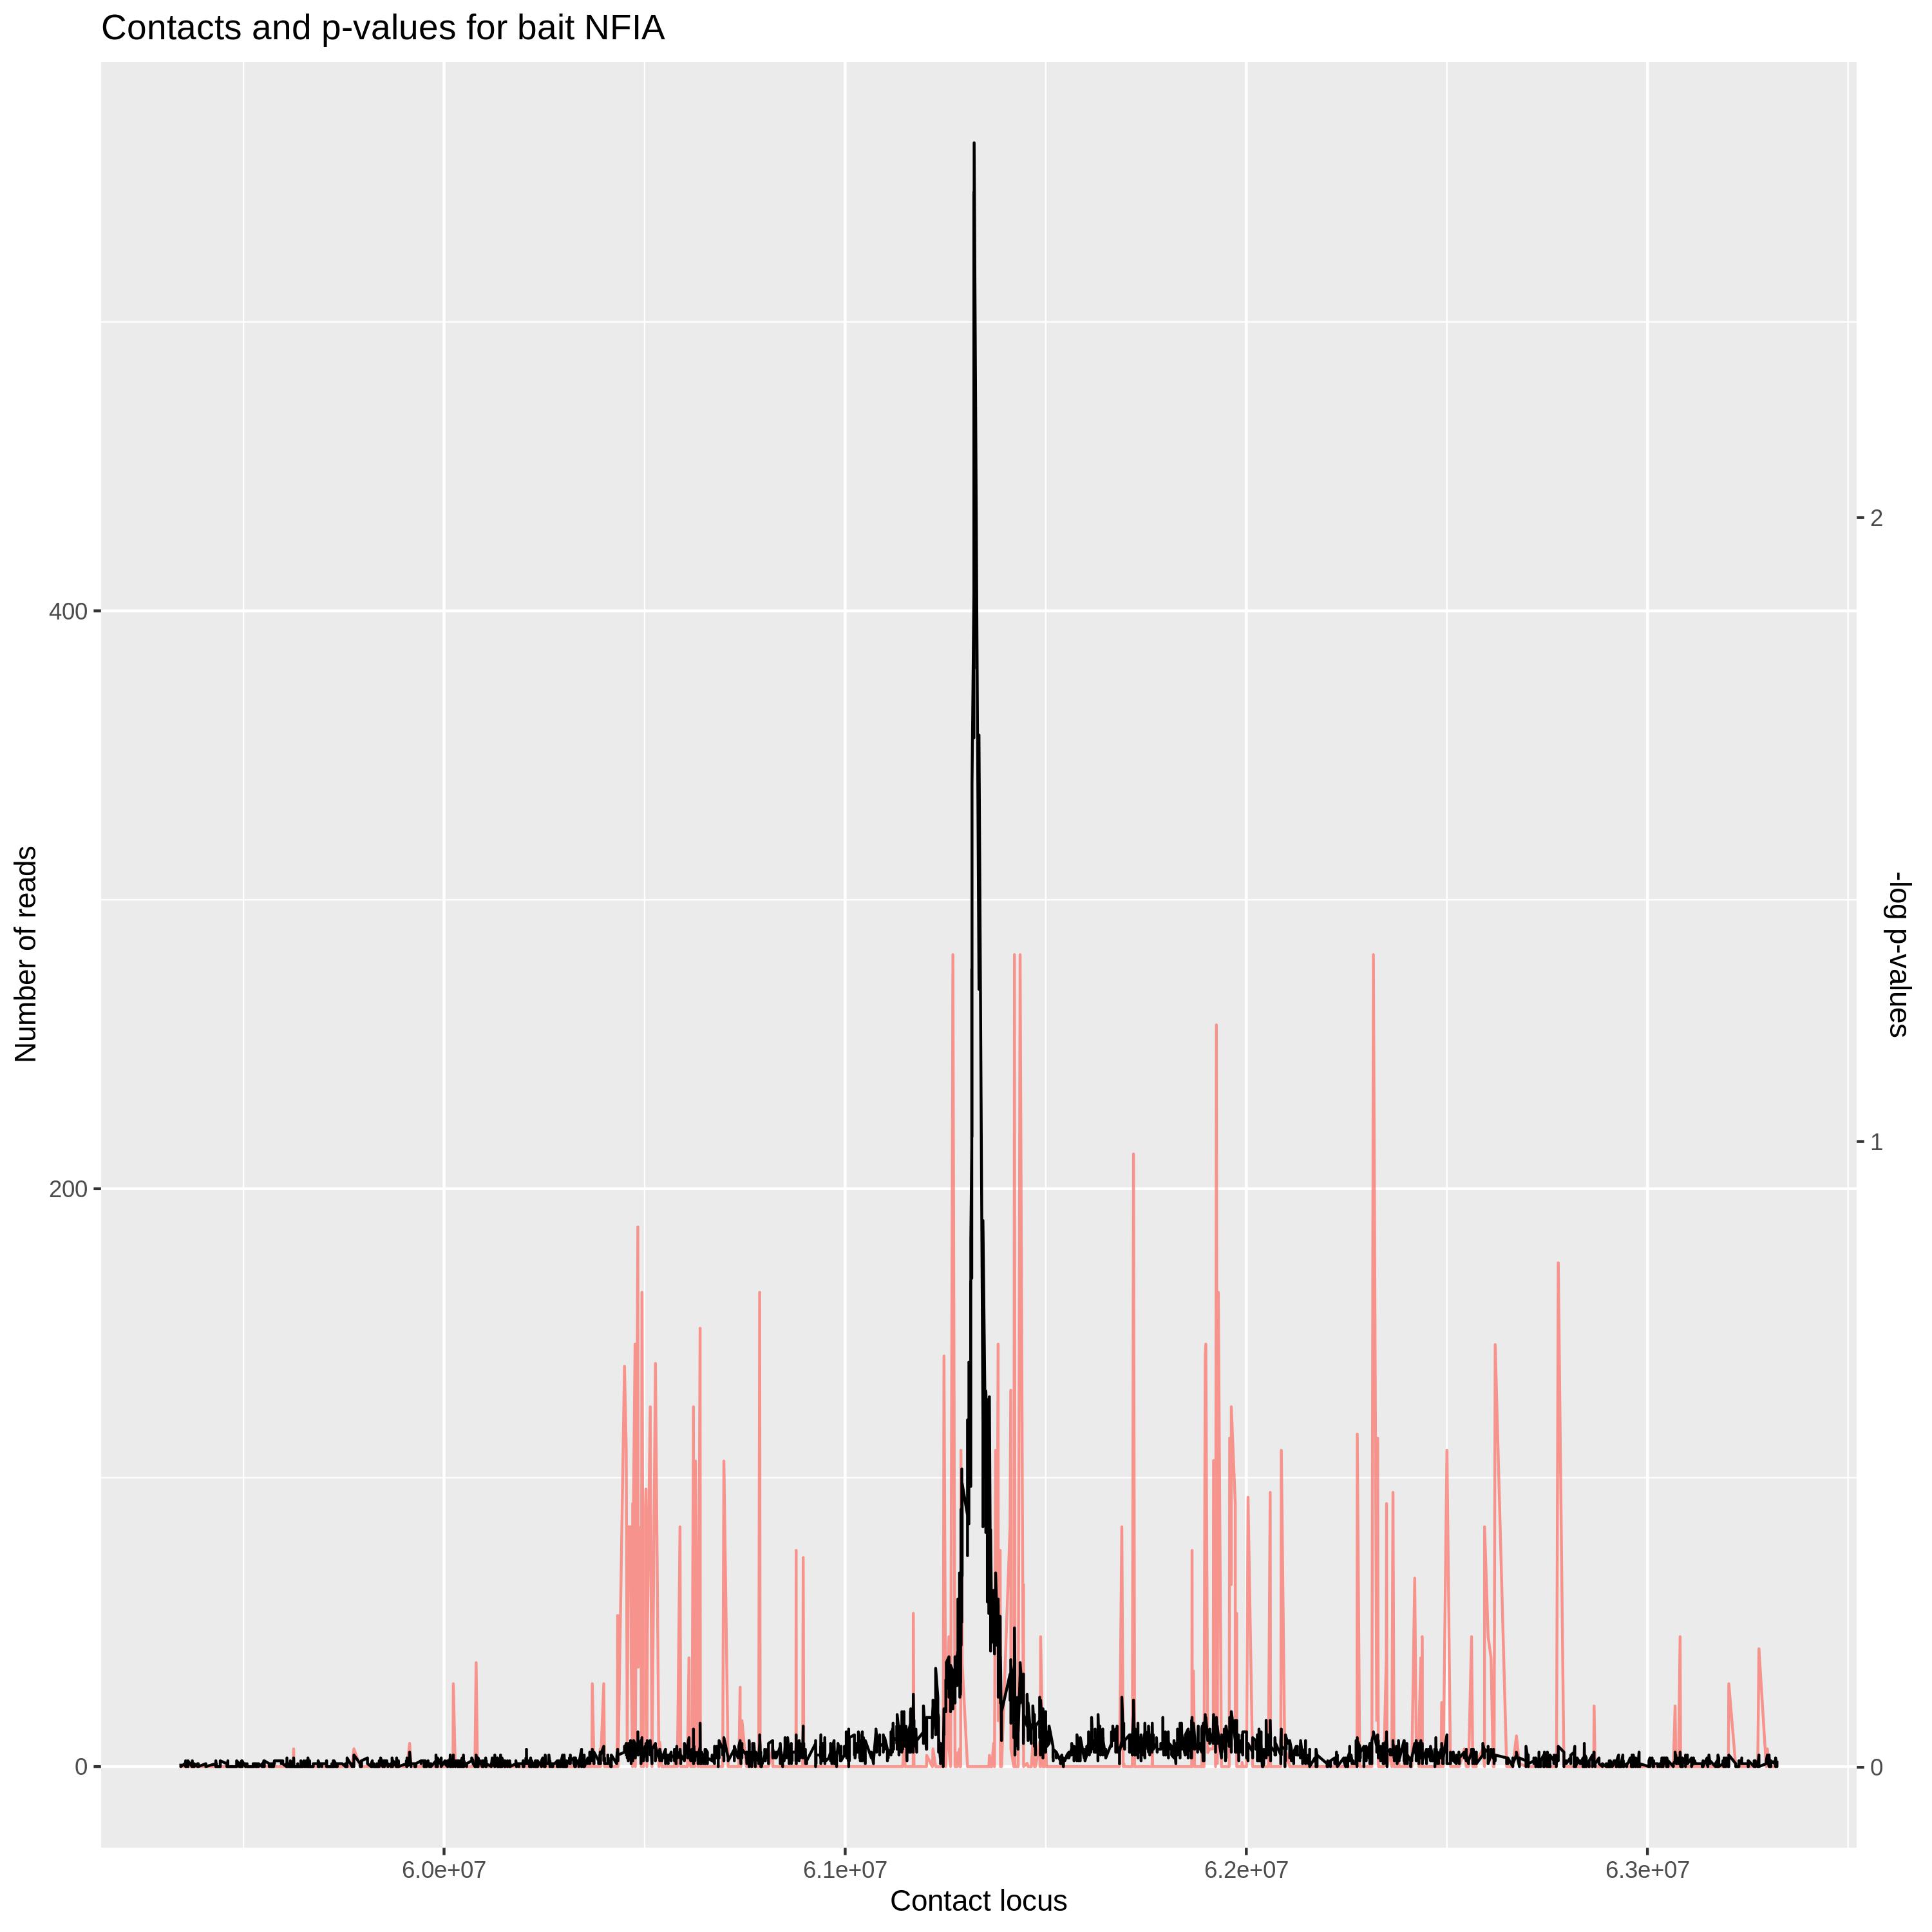 Contacts and p-values for bait NFIA
Number of reads
400
200
0
2
1
0
-log p-values
6.0e+07
6.1e+07
6.2e+07
6.3e+07
Contact locus